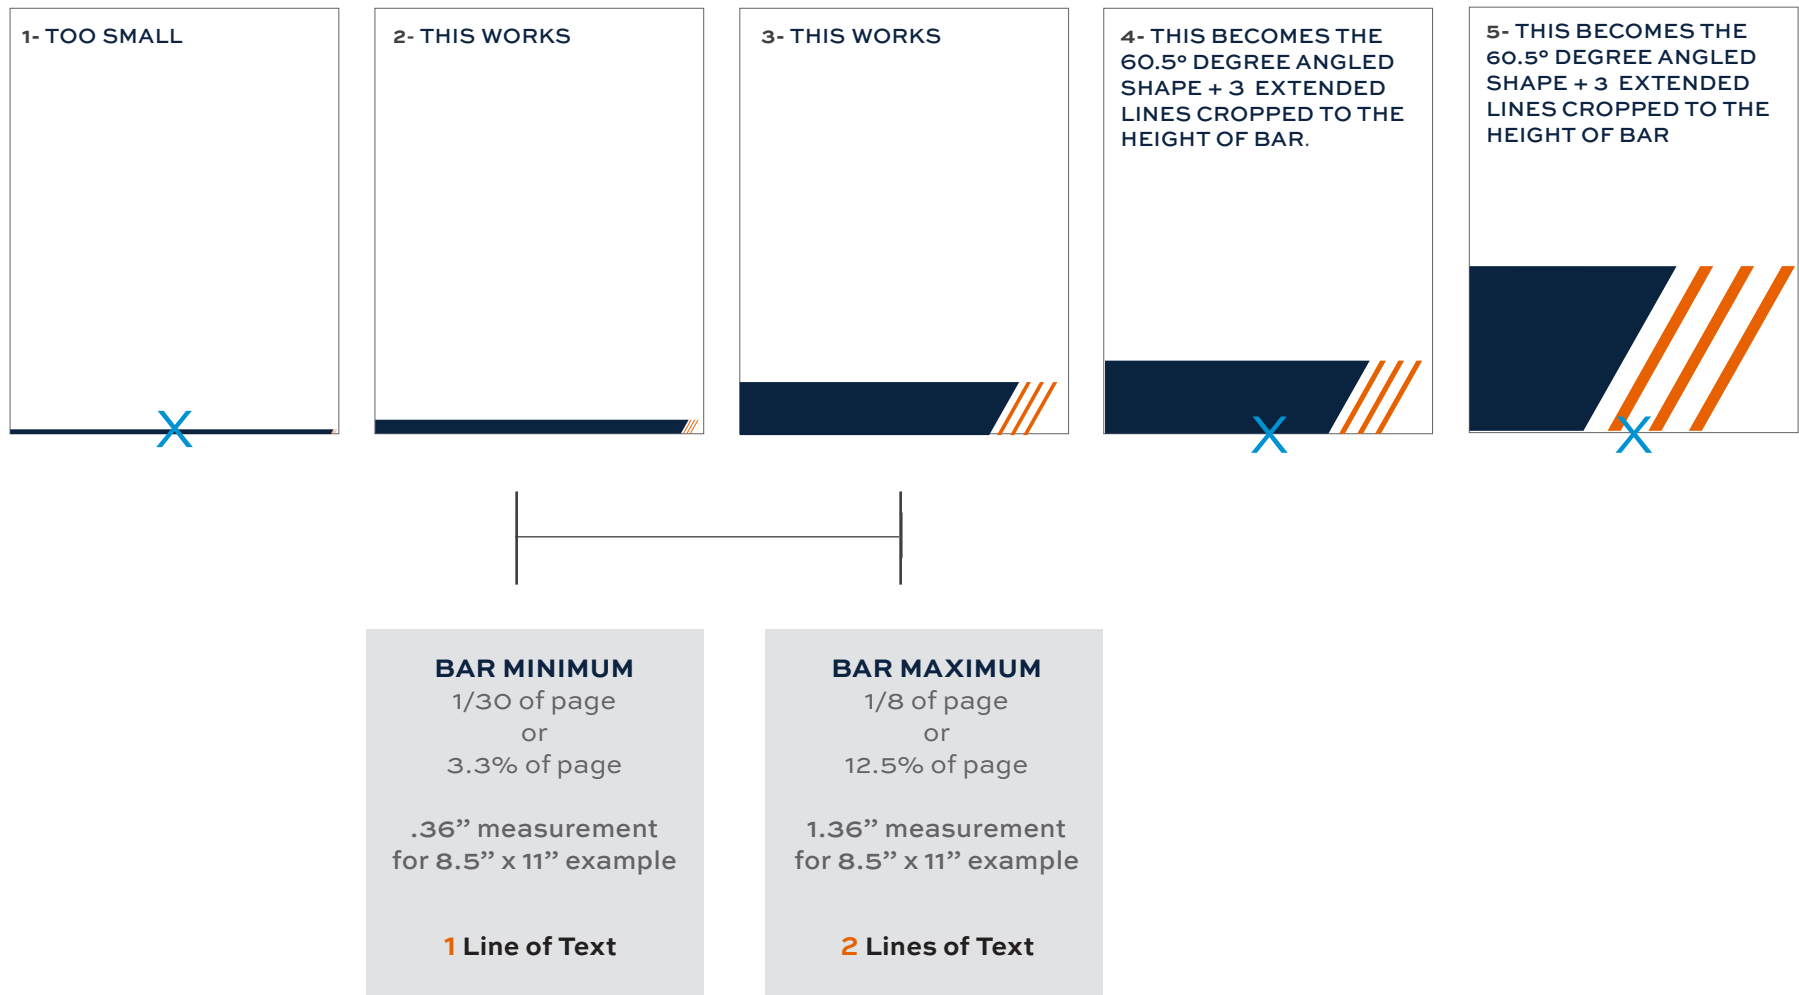 1- TOO SMALL
2- THIS WORKS
3- THIS WORKS
4- THIS BECOMES THE
60.5° DEGREE ANGLED
SHAPE + 3 EXTENDED
LINES CROPPED TO THE
HEIGHT OF BAR.
5- THIS BECOMES THE
60.5° DEGREE ANGLED
SHAPE + 3 EXTENDED
LINES CROPPED TO THE
HEIGHT OF BAR
X
X
X
BAR MINIMUM
1/30 of page
or
3.3% of page
.36” measurement
for 8.5” x 11” example
1 Line of Text
BAR MAXIMUM
1/8 of page
or
12.5% of page
1.36” measurement
for 8.5” x 11” example
2 Lines of Text